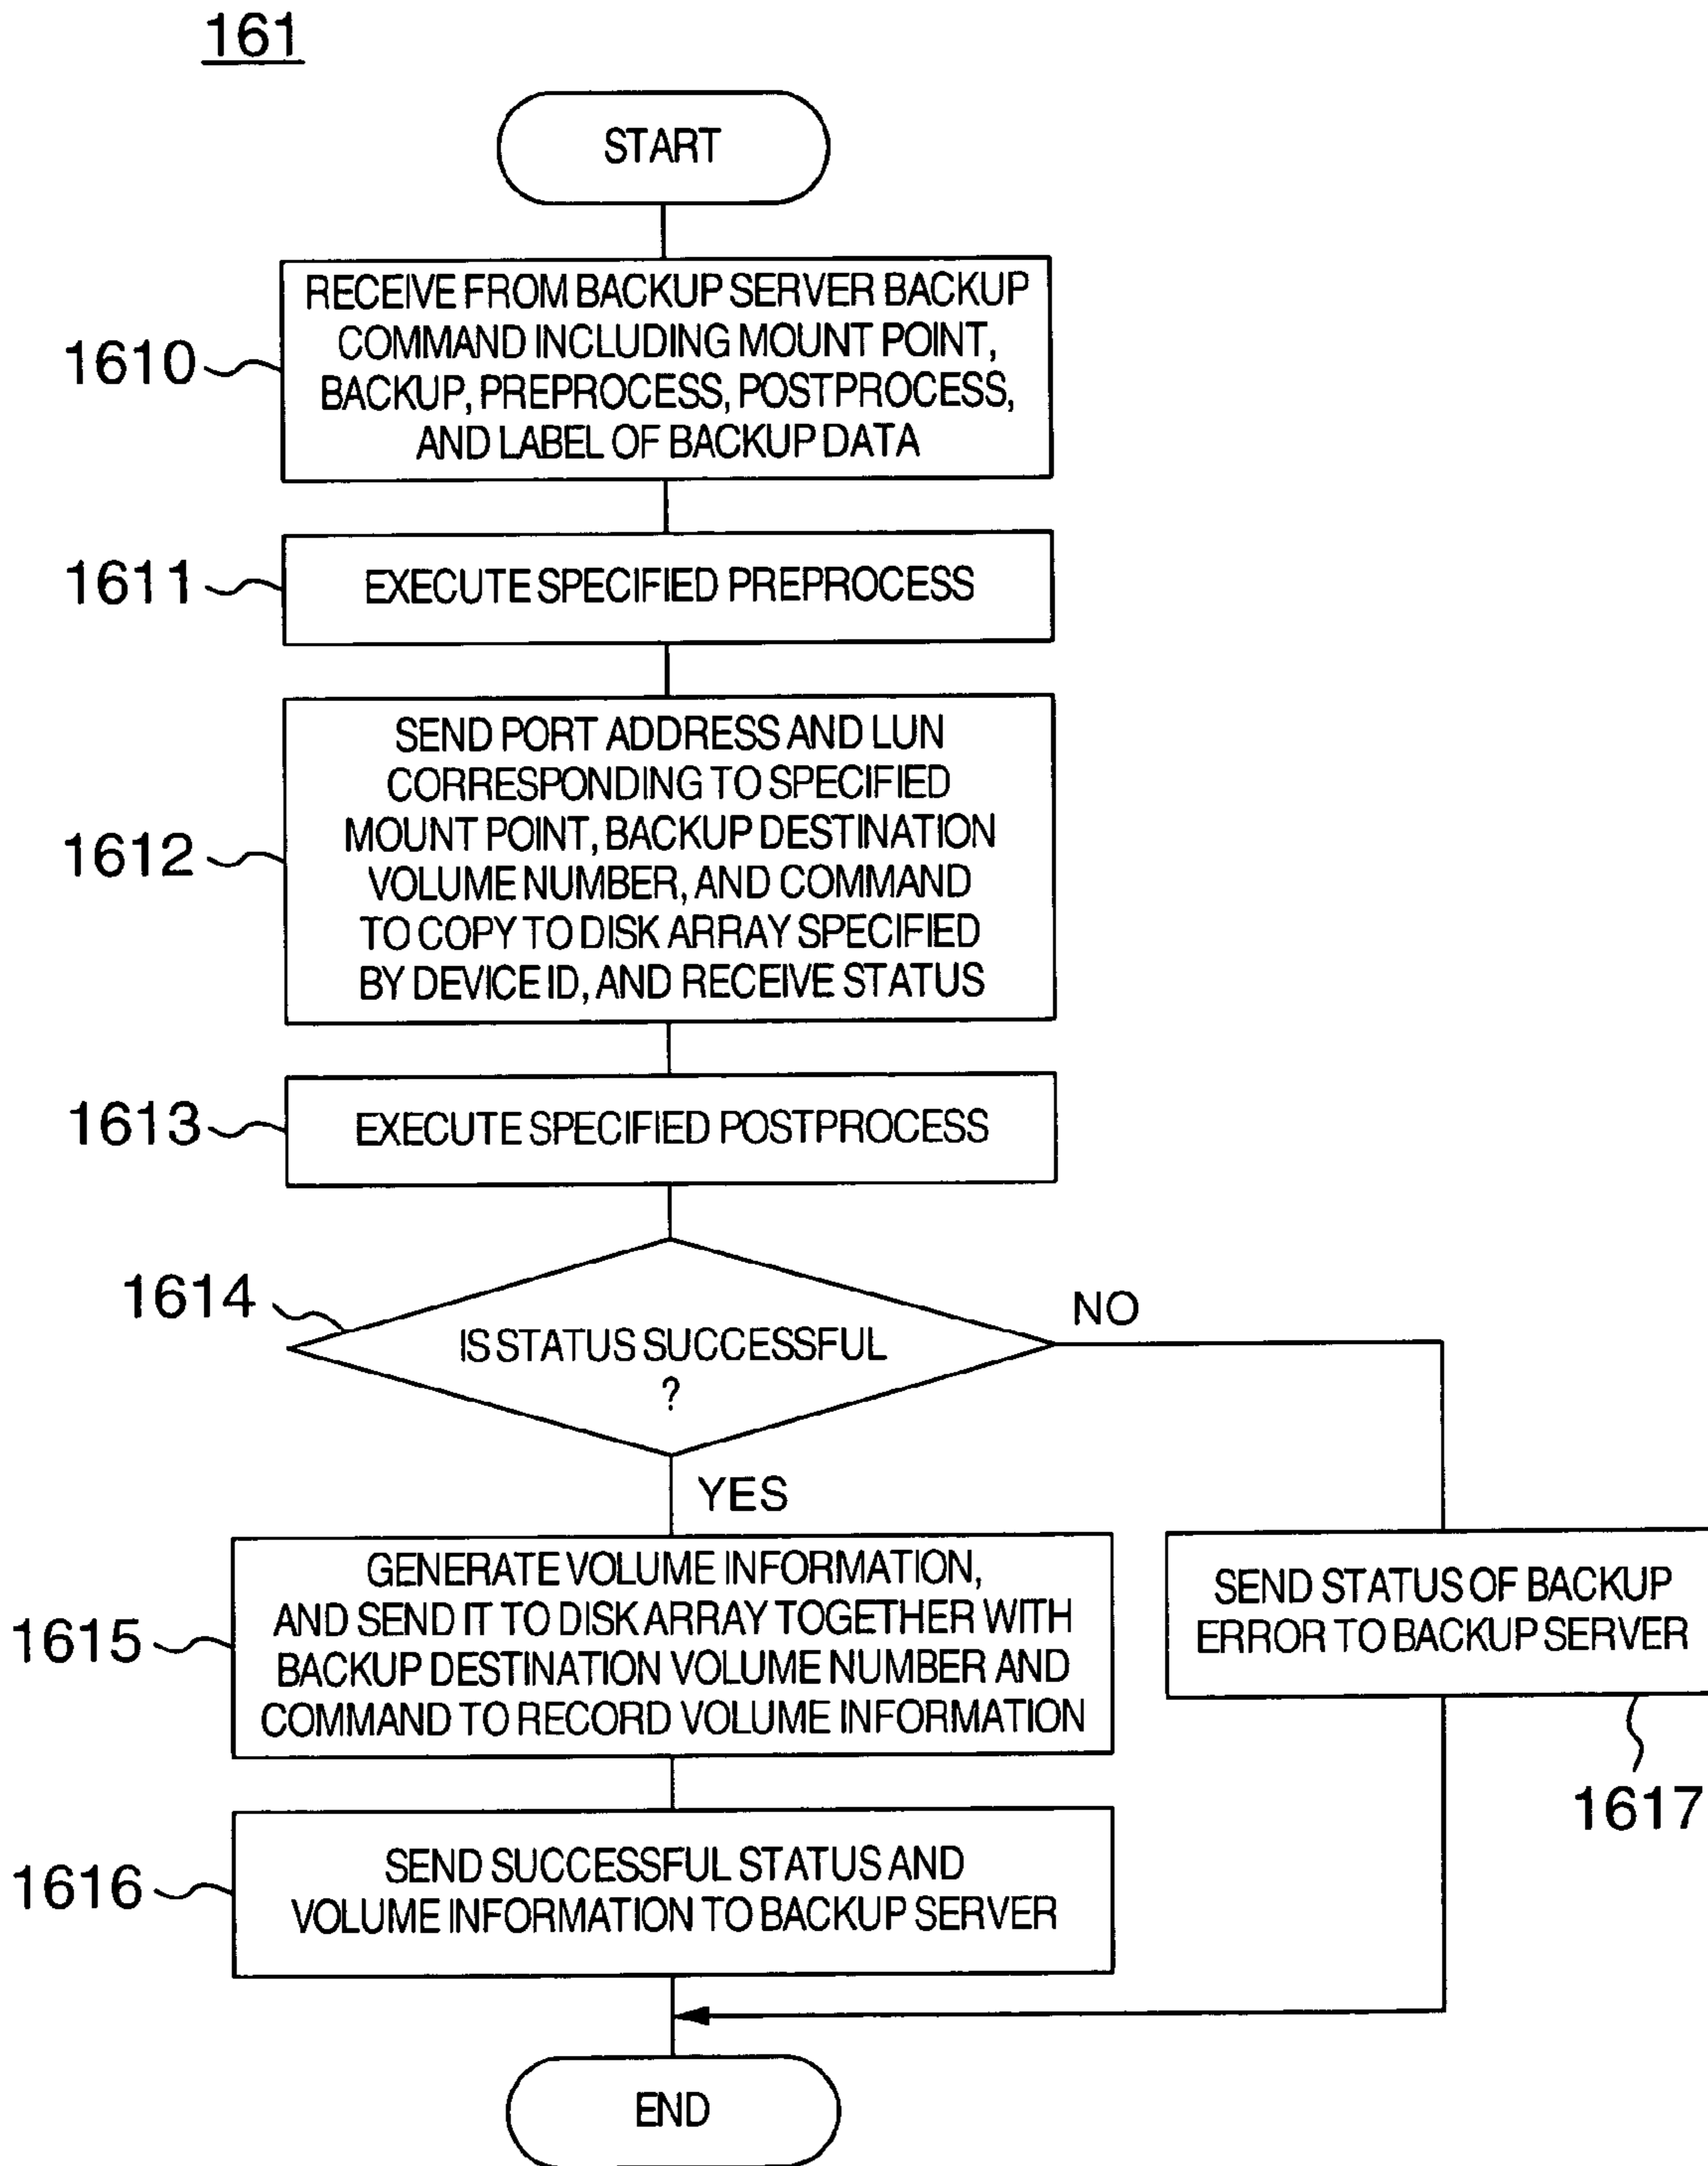 161
START
1610
RECEIVE FROM BACKUP SERVER BACKUP
COMMAND INCLUDING MOUNT POINT,
BACKUP, PREPROCESS, POSTPROCESS,
AND LABEL OF BACKUP DATA
1611
EXECUTE SPECIFIED PREPROCESS
1612
SEND PORT ADDRESS AND LUN
CORRESPONDING TO SPECIFIED
MOUNT POINT, BACKUP DESTINATION
VOLUME NUMBER, AND COMMAND
TO COPY TO DISK ARRAY SPECIFIED
BY DEVICE ID, AND RECEIVE STATUS
1613
EXECUTE SPECIFIED POSTPROCESS
1614
IS STATUS SUCCESSFUL
?
NO
YES
1615
GENERATE VOLUME INFORMATION,
AND SEND IT TO DISK ARRAY TOGETHER WITH
BACKUP DESTINATION VOLUME NUMBER AND
COMMAND TO RECORD VOLUME INFORMATION
SEND STATUS OF BACKUP
ERROR TO BACKUP SERVER
1617
1616
SEND SUCCESSFUL STATUS AND
VOLUME INFORMATION TO BACKUP SERVER
END